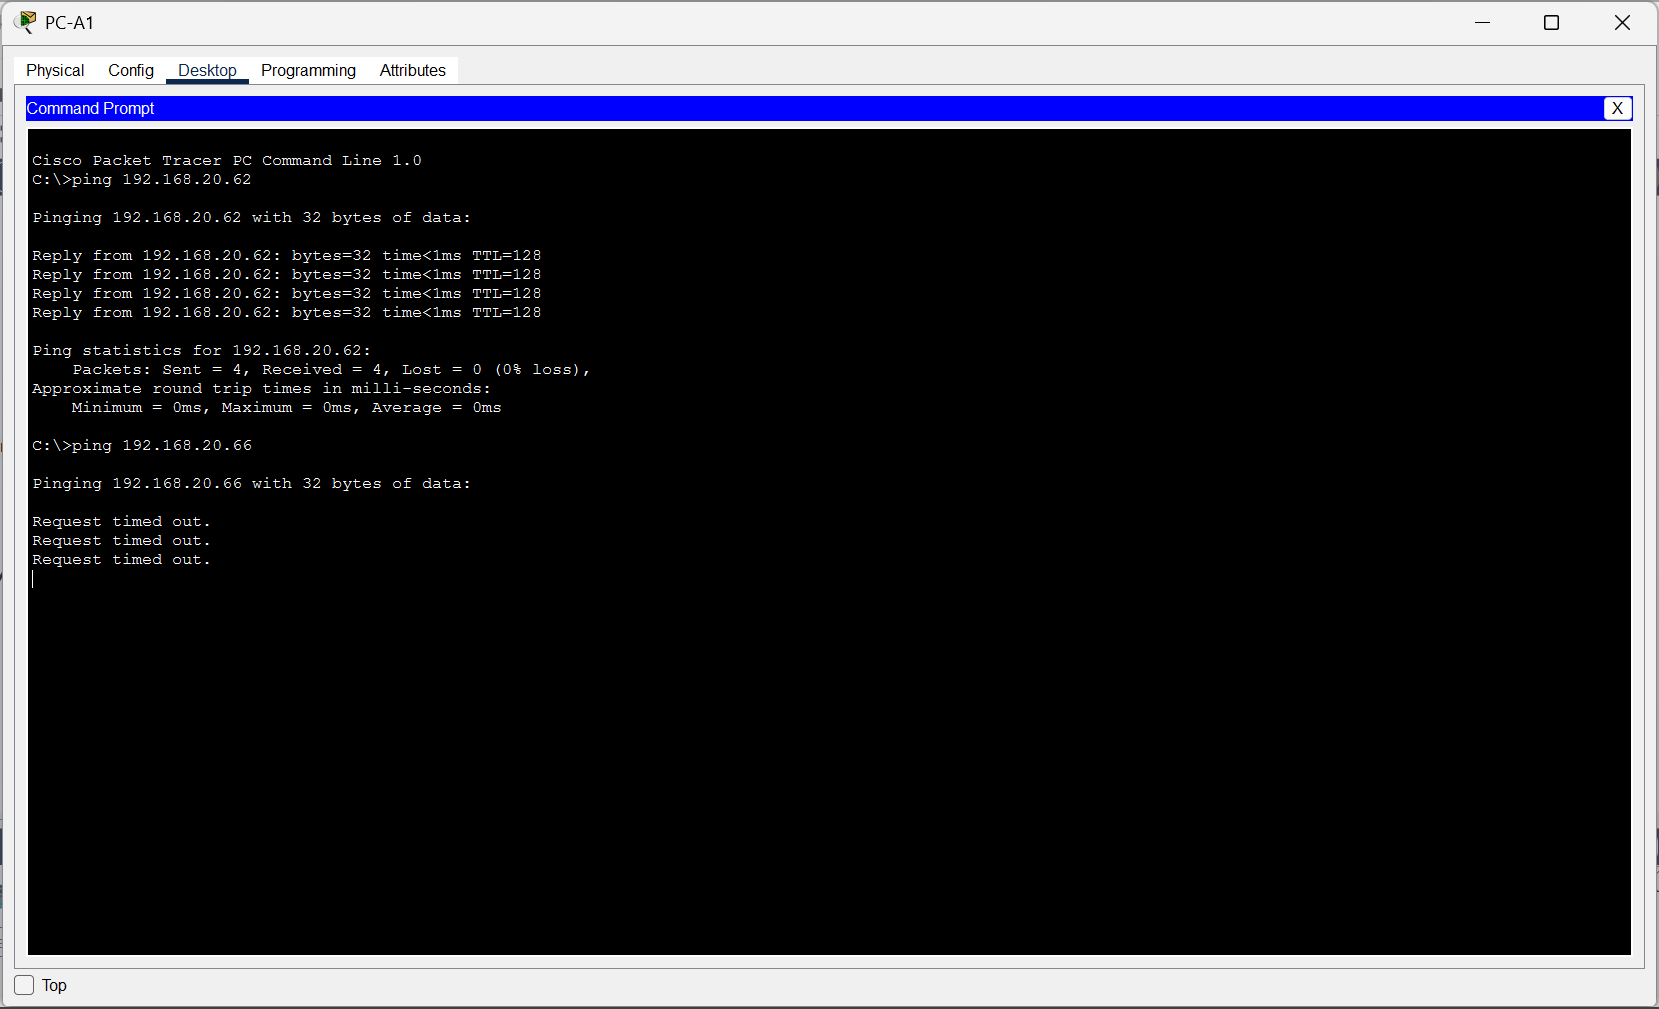 PC-A1
Physical Config Desktop Programming Attributes
Command Prompt X
Cisco Packet Tracer PC Command Line 1.0
C:\>ping 192.168.20.62
Pinging 192.168.20.62 with 32 bytes of data:
Reply from 192.168.20.62: bytes=32 time<1ms TTL=128
Reply from 192.168.20.62: bytes=32 time<1ms TTL=128
Reply from 192.168.20.62: bytes=32 time<1ms TTL=128
Reply from 192.168.20.62: bytes=32 time<1ms TTL=128
Ping statistics for 192.168.20.62:
Packets: Sent = 4, Received = 4, Lost = 0 (0% loss),
Approximate round trip times in milli-seconds:
Minimum = 0ms, Maximum = 0ms, Average = 0ms
C:\>ping 192.168.20.66
Pinging 192.168.20.66 with 32 bytes of data:
Request timed out.
Request timed out.
Request timed out.
Top